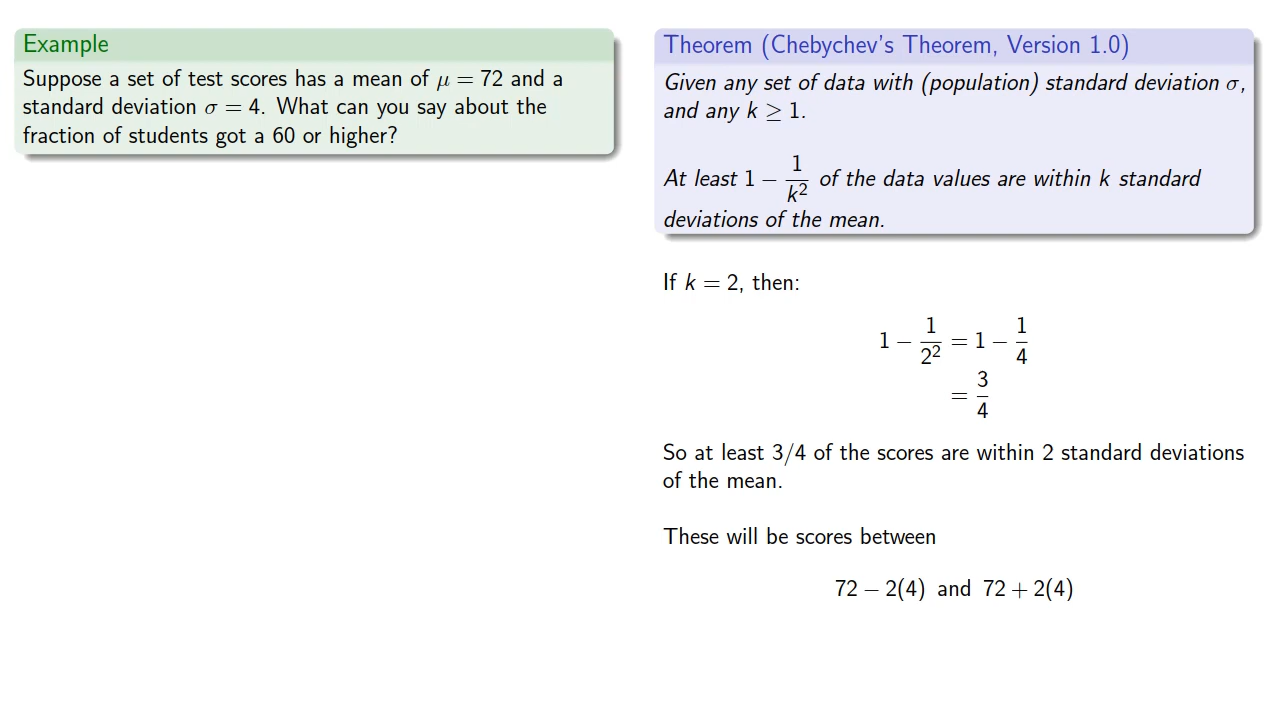 Example
Suppose a set of test scores has a mean of μ = 72 and a
standard deviation σ = 4. What can you say about the
fraction of students got a 60 or higher?
Theorem (Chebychev's Theorem, Version 1.0)
Given any set of data with (population) standard deviation σ,
and any k ≥ 1.
At least 1 − 1/k² of the data values are within k standard
deviations of the mean.
If k = 2, then:
1 − 1/2² = 1 − 1/4
= 3/4
So at least 3/4 of the scores are within 2 standard deviations
of the mean.
These will be scores between
72 − 2(4) and 72 + 2(4)